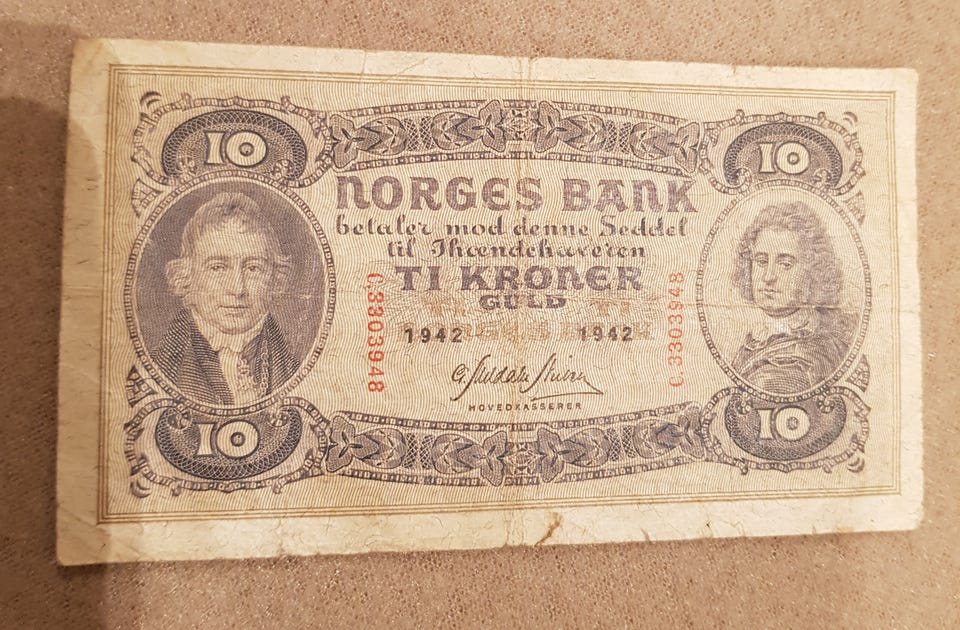 10 10
NORGES BANK
betaler mod denne Seddel
til Ihændehaveren
TI KRONER
GULD
C.3303948
C.3303948
1942 1942
HOVEDKASSERER
10 10